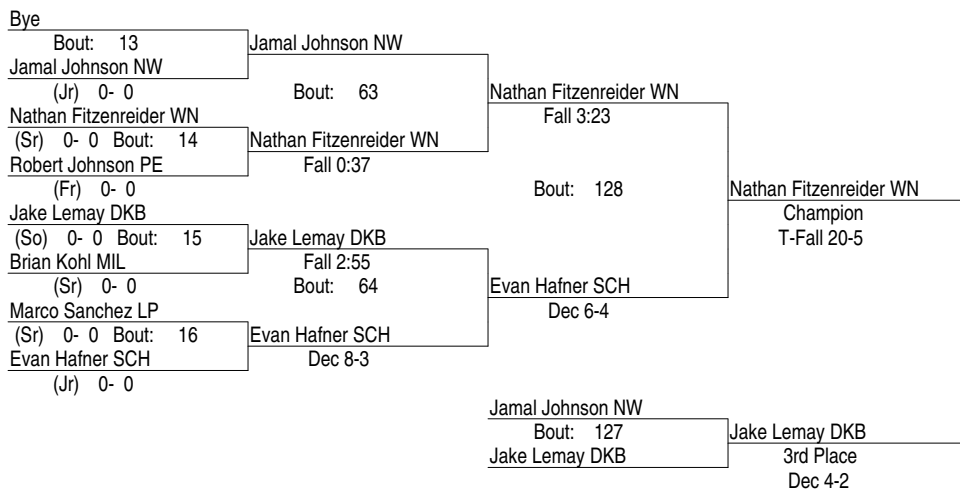 Bye
Bout: 13
Jamal Johnson NW
Jamal Johnson NW
(Jr) 0- 0
Bout: 63
Nathan Fitzenreider WN
Nathan Fitzenreider WN
Fall 3:23
(Sr) 0- 0 Bout: 14
Nathan Fitzenreider WN
Robert Johnson PE
Fall 0:37
(Fr) 0- 0
Bout: 128
Nathan Fitzenreider WN
Jake Lemay DKB
Champion
(So) 0- 0 Bout: 15
Jake Lemay DKB
T-Fall 20-5
Brian Kohl MIL
Fall 2:55
(Sr) 0- 0
Bout: 64
Evan Hafner SCH
Marco Sanchez LP
Dec 6-4
(Sr) 0- 0 Bout: 16
Evan Hafner SCH
Evan Hafner SCH
Dec 8-3
(Jr) 0- 0
Jamal Johnson NW
Bout: 127
Jake Lemay DKB
Jake Lemay DKB
3rd Place
Dec 4-2